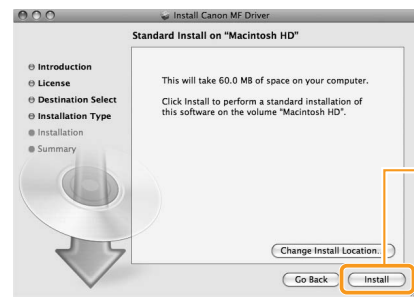 Install Canon MF Driver
Standard Install on “Macintosh HD”
Introduction
License
Destination Select
Installation Type
Installation
Summary
This will take 60.0 MB of space on your computer.
Click Install to perform a standard installation of
this software on the volume “Macintosh HD”.
Change Install Location...
Go Back
Install